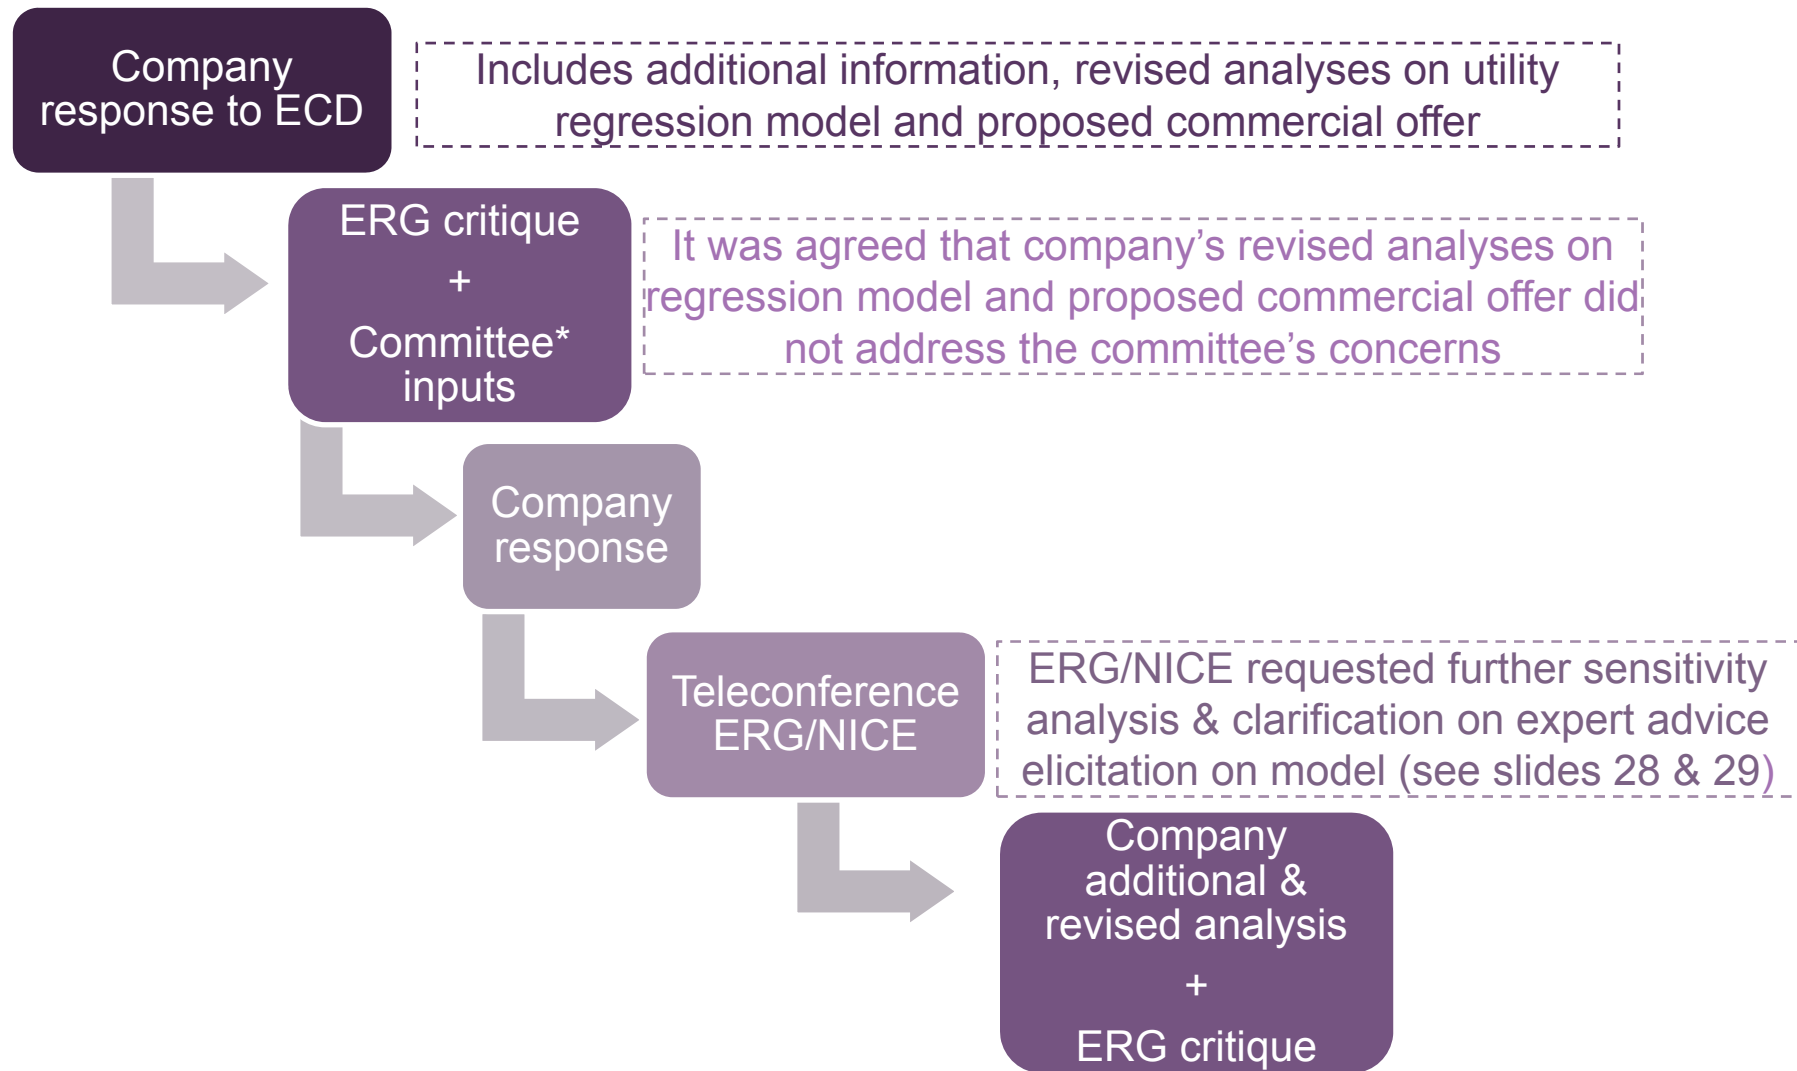 Company
response to ECD
Includes additional information, revised analyses on utility
regression model and proposed commercial offer
ERG critique
+
Committee*
inputs
It was agreed that company’s revised analyses on
regression model and proposed commercial offer did
not address the committee’s concerns
Company
response
Teleconference
ERG/NICE
ERG/NICE requested further sensitivity
analysis & clarification on expert advice
elicitation on model (see slides 28 & 29)
Company
additional &
revised analysis
+
ERG critique